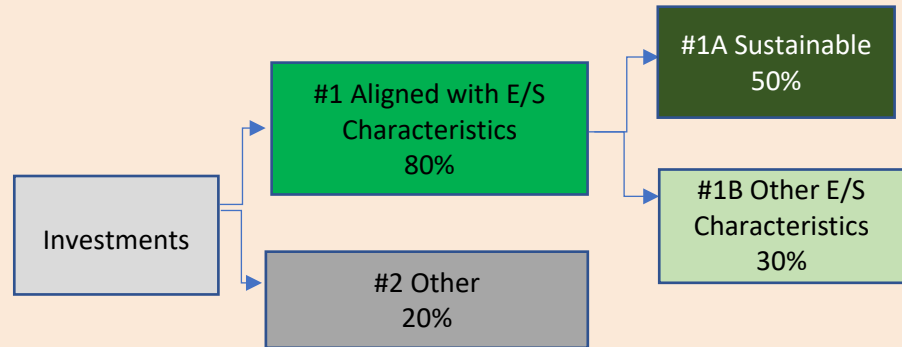 Investments
#1 Aligned with E/S
Characteristics
80%
#2 Other
20%
#1A Sustainable
50%
#1B Other E/S
Characteristics
30%